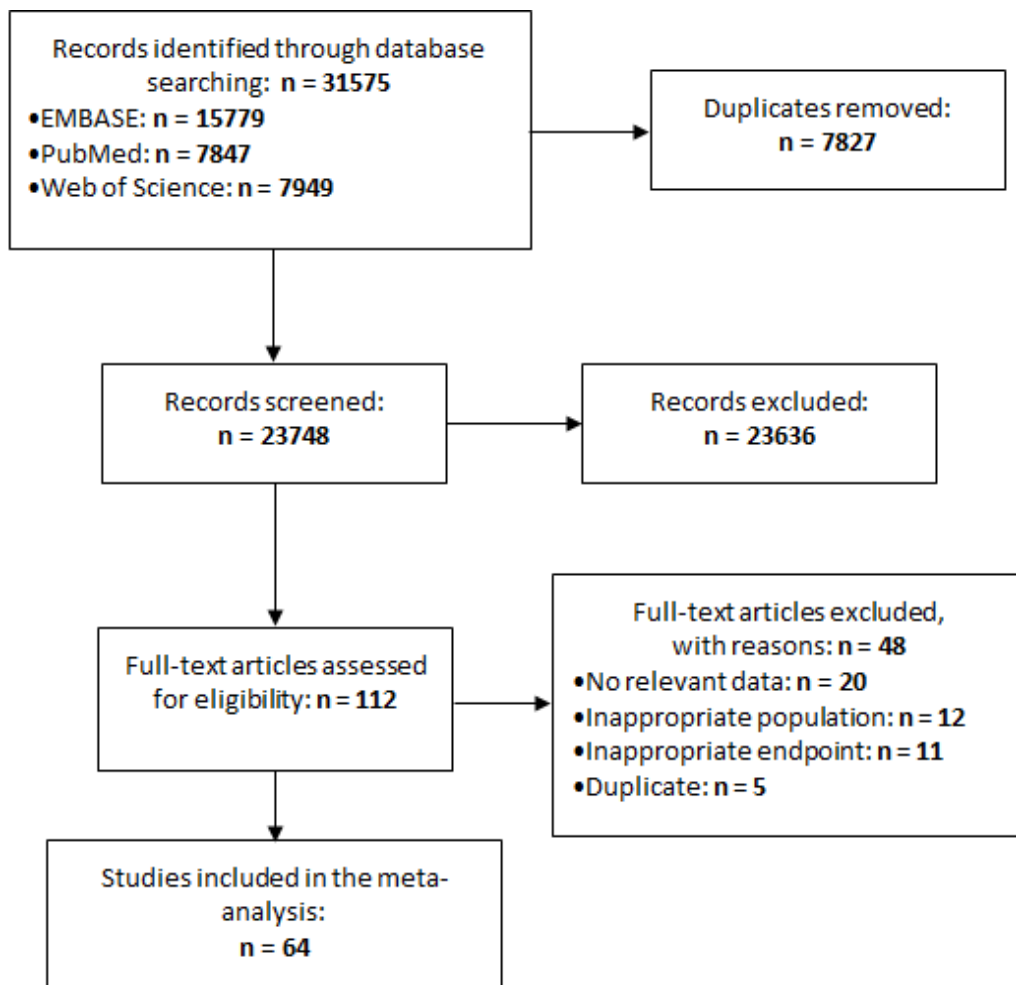 Records identified through database
searching: n = 31575
•EMBASE: n = 15779
•PubMed: n = 7847
•Web of Science: n = 7949
Duplicates removed:
n = 7827
Records screened:
n = 23748
Records excluded:
n = 23636
Full-text articles assessed
for eligibility: n = 112
Full-text articles excluded,
with reasons: n = 48
•No relevant data: n = 20
•Inappropriate population: n = 12
•Inappropriate endpoint: n = 11
•Duplicate: n = 5
Studies included in the meta-
analysis:
n = 64